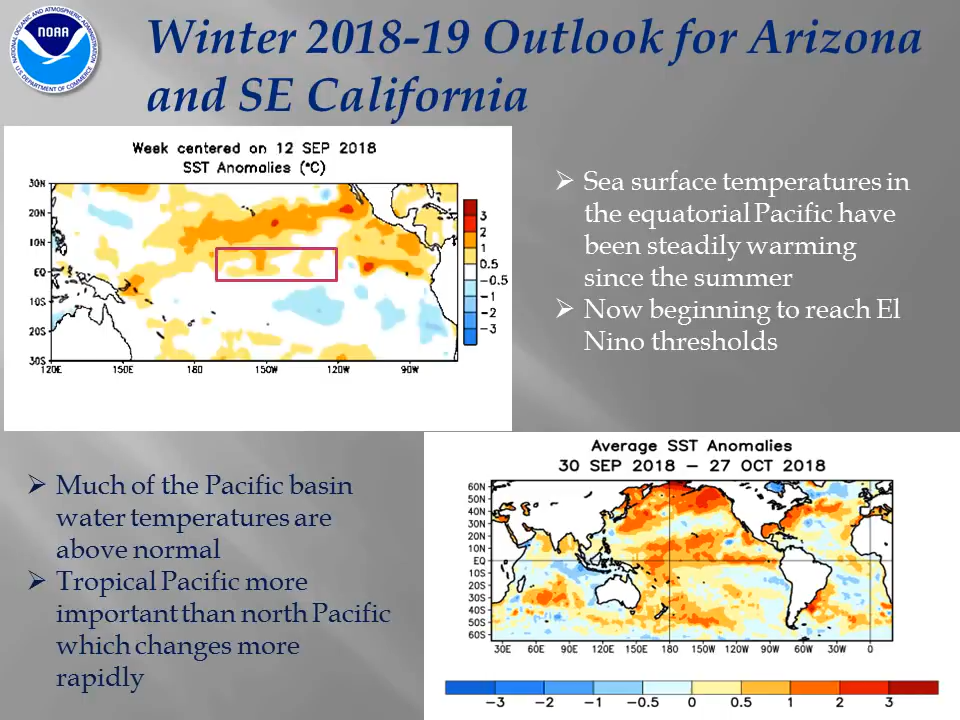 NATIONAL OCEANIC AND ATMOSPHERIC ADMINISTRATION
NOAA
U.S. DEPARTMENT OF COMMERCE
Winter 2018-19 Outlook for Arizona
and SE California
Week centered on 12 SEP 2018
SST Anomalies (°C)
30N
20N
10N
EQ
10S
20S
30S
120E 150E 180 150W 120W 90W
3
2
1
0.5
-0.5
-1
-2
-3
➢ Sea surface temperatures in
the equatorial Pacific have
been steadily warming
since the summer
➢ Now beginning to reach El
Nino thresholds
➢ Much of the Pacific basin
water temperatures are
above normal
➢ Tropical Pacific more
important than north Pacific
which changes more
rapidly
Average SST Anomalies
30 SEP 2018 – 27 OCT 2018
60N
50N
40N
30N
20N
10N
EQ
10S
20S
30S
40S
50S
60S
30E 60E 90E 120E 150E 180 150W 120W 90W 60W 30W 0
-3 -2 -1 -0.5 0 0.5 1 2 3